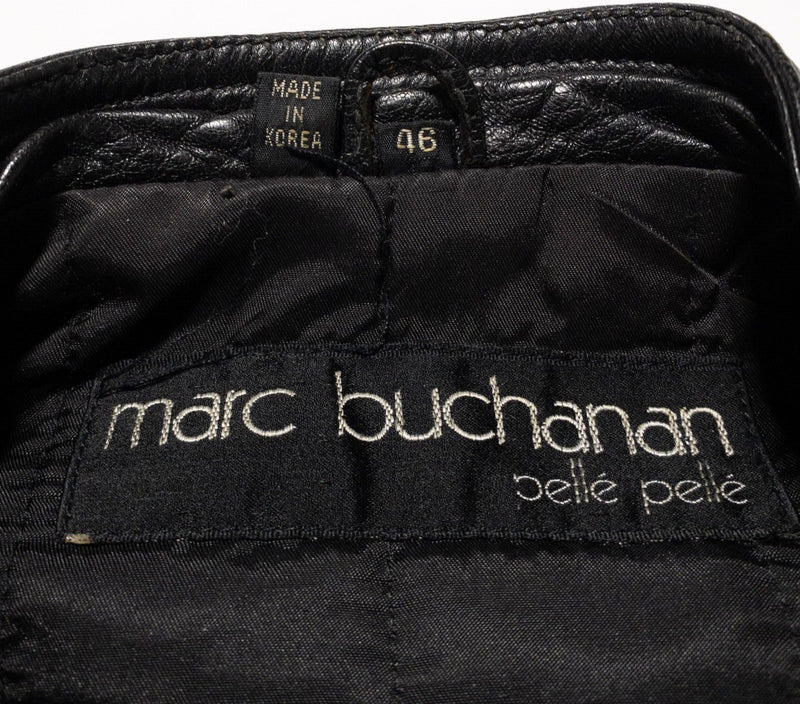 MADE
IN
KOREA
46
marc buchanan
pellé pellé